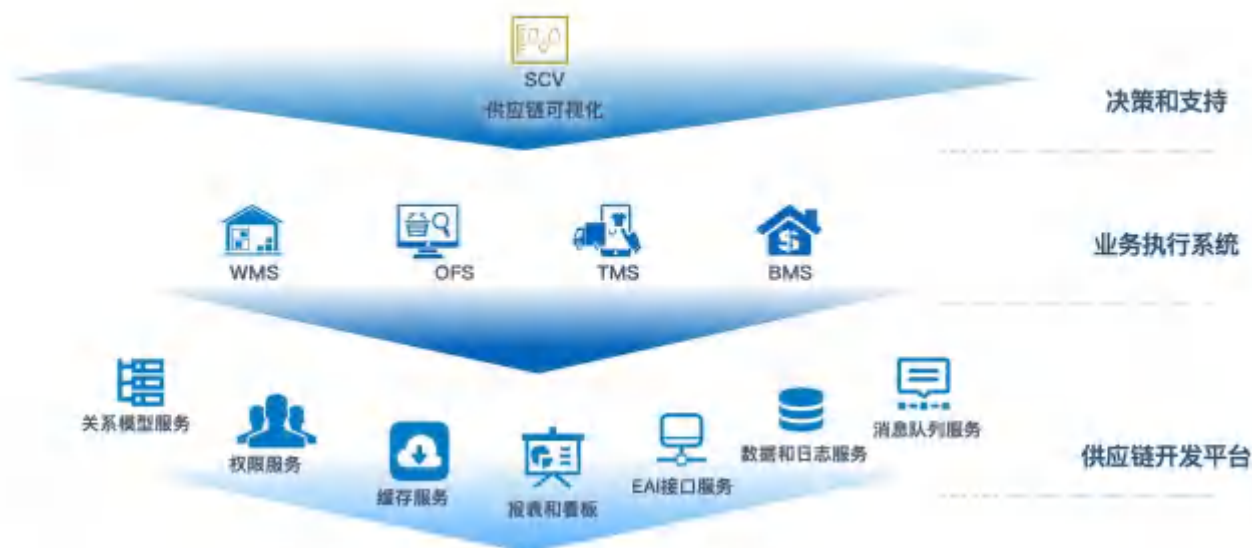 SCV
供应链可视化
决策和支持
WMS
OFS
TMS
BMS
业务执行系统
关系模型服务
权限服务
缓存服务
报表和看板
EAI接口服务
数据和日志服务
消息队列服务
供应链开发平台